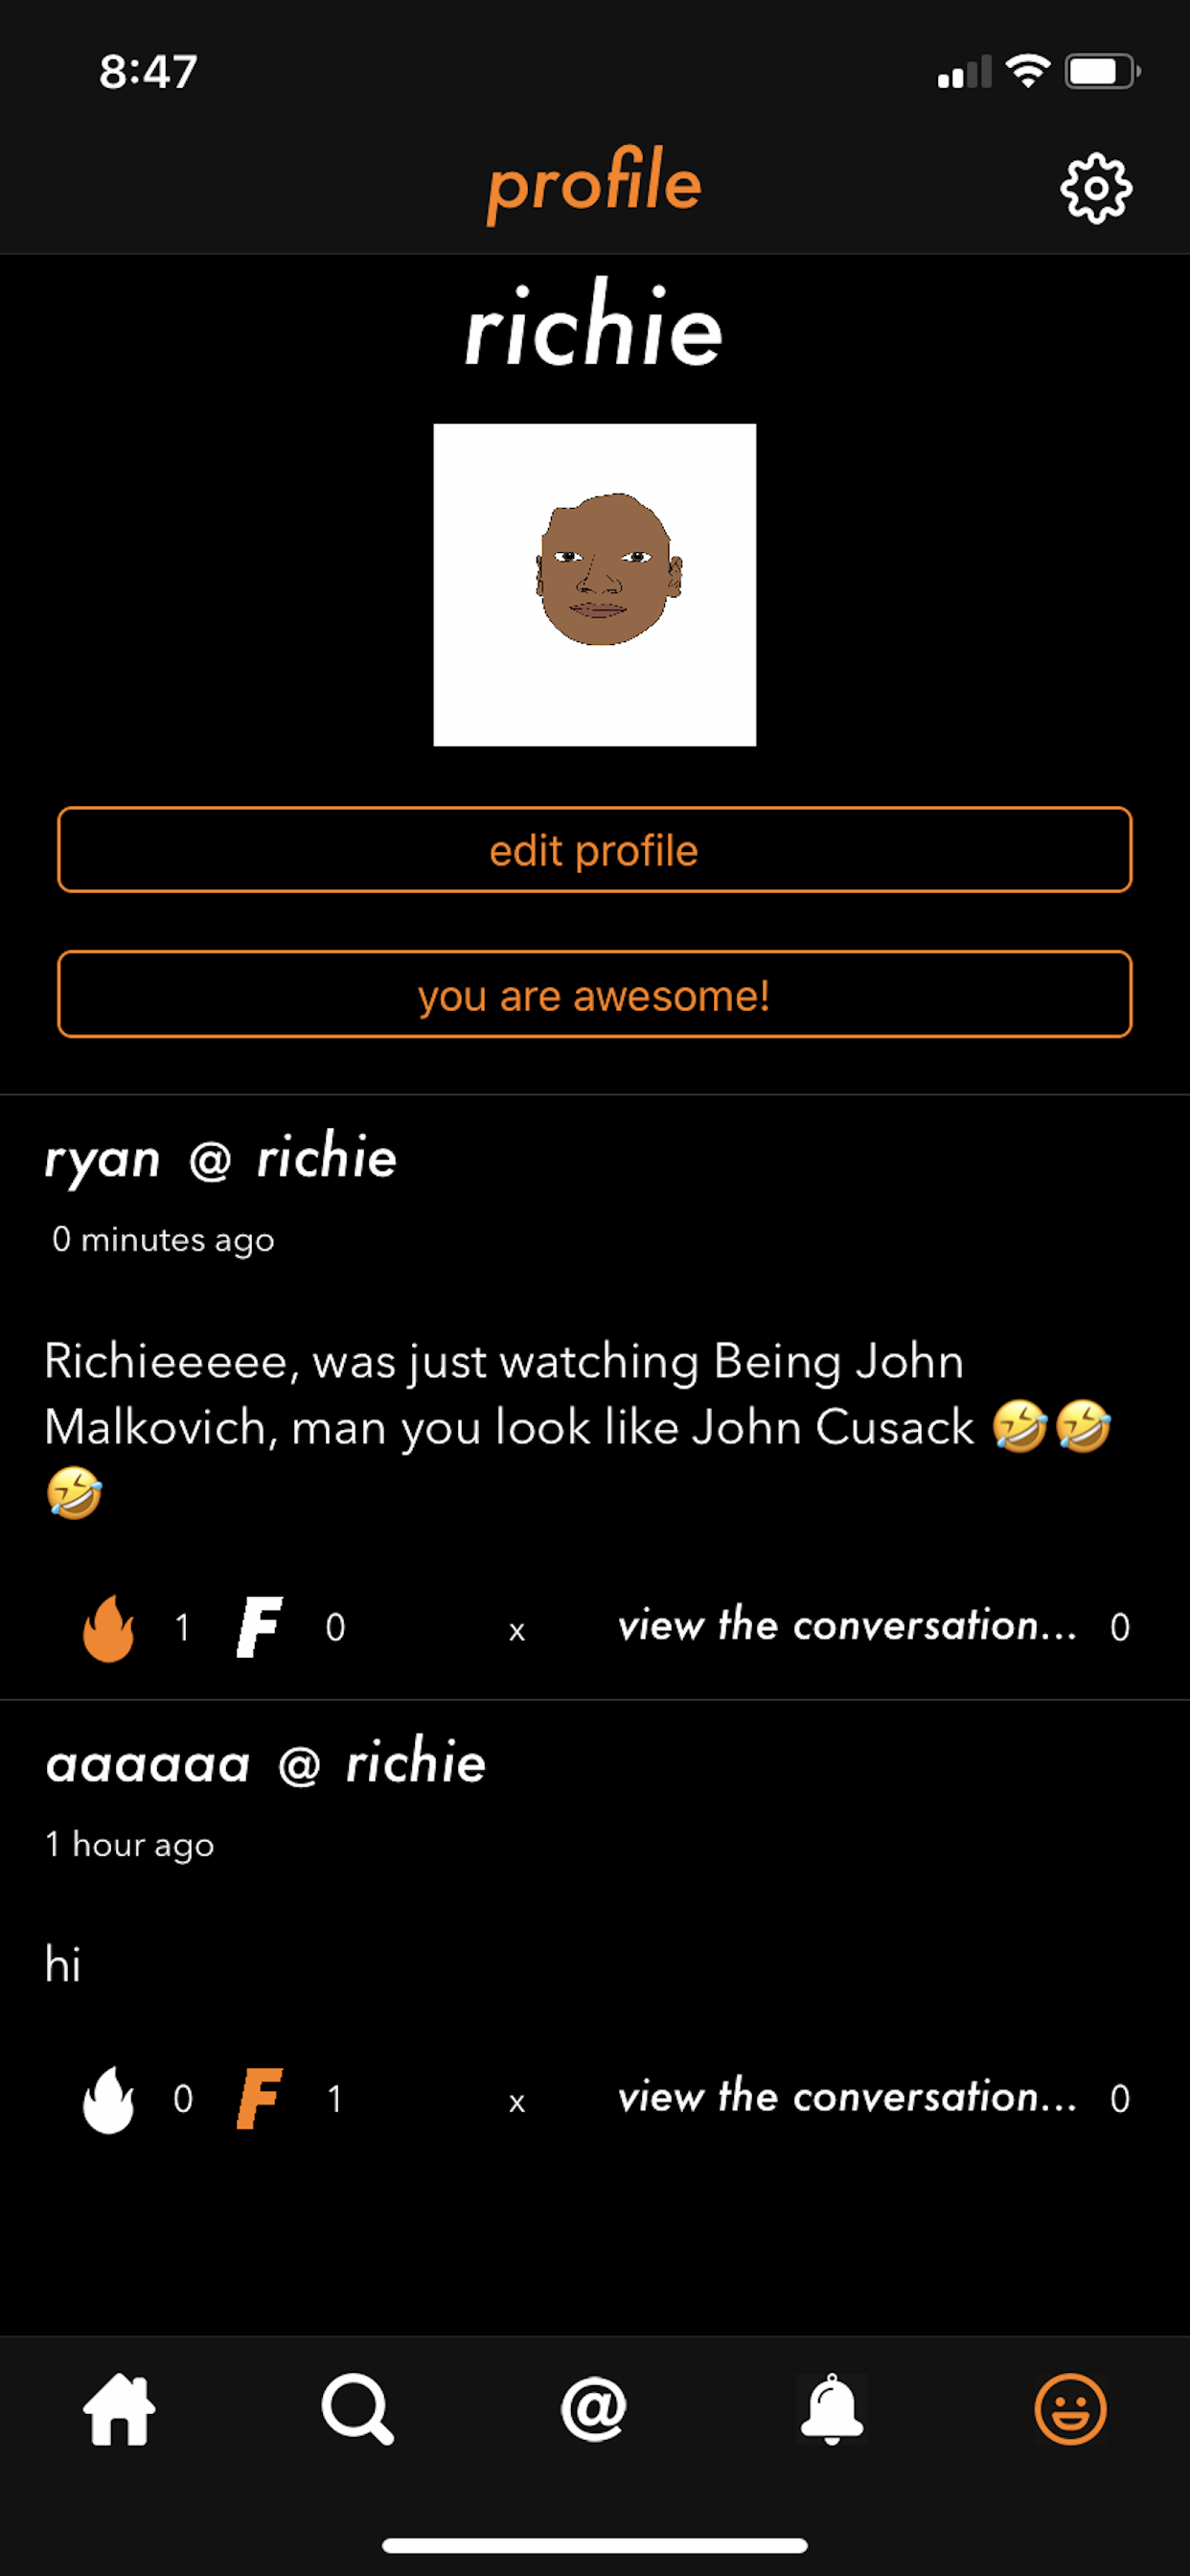 8:47
profile
richie
edit profile
you are awesome!
ryan @ richie
0 minutes ago
Richieeeee, was just watching Being John
Malkovich, man you look like John Cusack 🤣🤣
🤣
1 F 0 x view the conversation... 0
aaaaaa @ richie
1 hour ago
hi
0 F 1 x view the conversation... 0
@